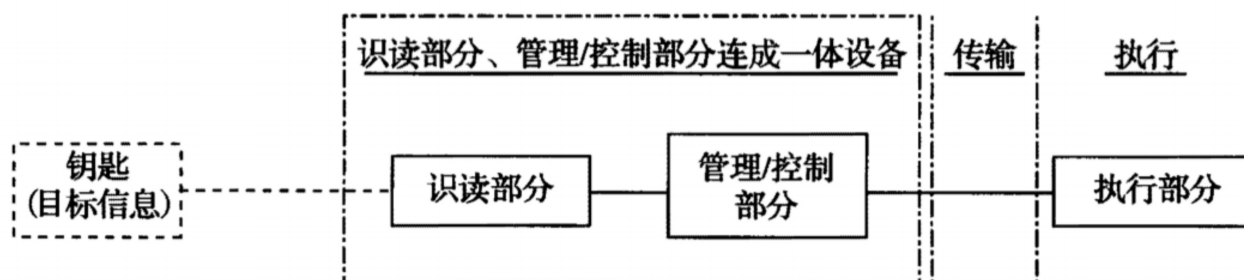 识读部分、管理/控制部分连成一体设备
传输
执行
钥匙
(目标信息)
识读部分
管理/控制
部分
执行部分